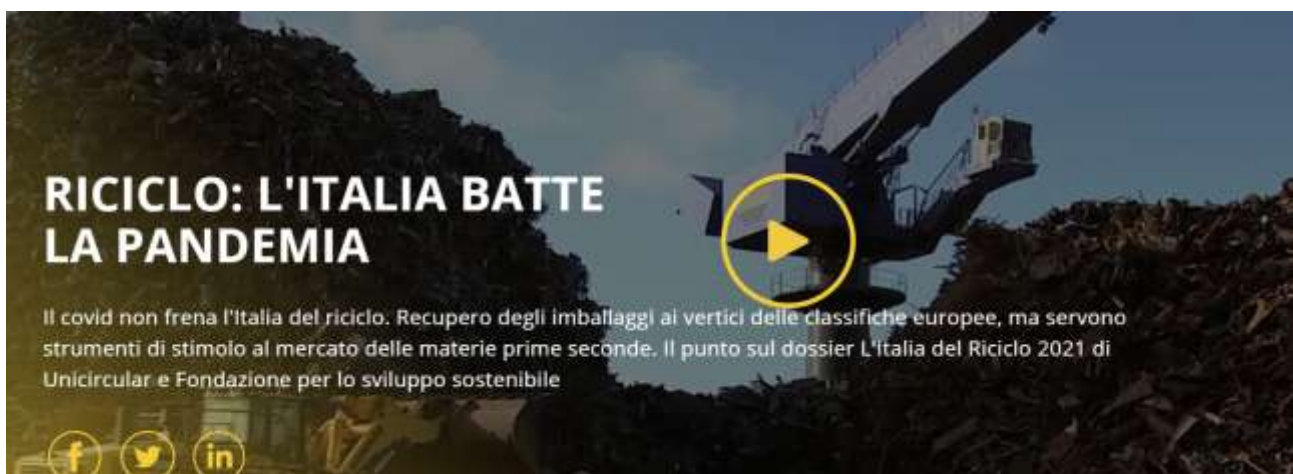 RICICLO: L'ITALIA BATTE
LA PANDEMIA
Il covid non frena l'Italia del riciclo. Recupero degli imballaggi ai vertici delle classifiche europee, ma servono
strumenti di stimolo al mercato delle materie prime seconde. Il punto sul dossier L'Italia del Riciclo 2021 di
Unicircular e Fondazione per lo sviluppo sostenibile